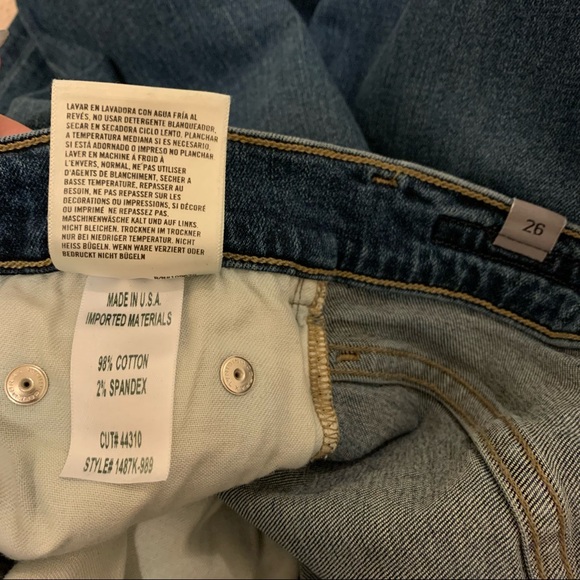 LAVAR EN LAVADORA CON AGUA FRÍA AL
REVÉS, NO USAR DETERGENTE BLANQUEADOR,
SECAR EN SECADORA CICLO LENTO. PLANCHAR
A TEMPERATURA MEDIANA SI ES NECESARIO.
SI ESTÁ ADORNADO O IMPRESO NO PLANCHAR
LAVER EN MACHINE À FROID À
L'ENVERS, NORMAL, NE PAS UTILISER
D'AGENTS DE BLANCHIMENT, SECHER A
BASSE TEMPERATURE, REPASSER AU
BESOIN, NE PAS REPASSER SUR LES
DECORATIONS OU IMPRESSIONS, SI DÉCORÉ
OU IMPRIMÉ NE REPASSEZ PAS.
MASCHINENWÄSCHE KALT UND AUF LINKS.
NICHT BLEICHEN. TROCKNEN IM TROCKNER
NUR BEI NIEDRIGER TEMPERATUR. NICHT
HEISS BÜGELN. WENN WARE VERZIERT ODER
BEDRUCKT NICHT BÜGELN
26
MADE IN U.S.A.
IMPORTED MATERIALS
98% COTTON
2% SPANDEX
CUT# 44310
STYLE# 1487K-989